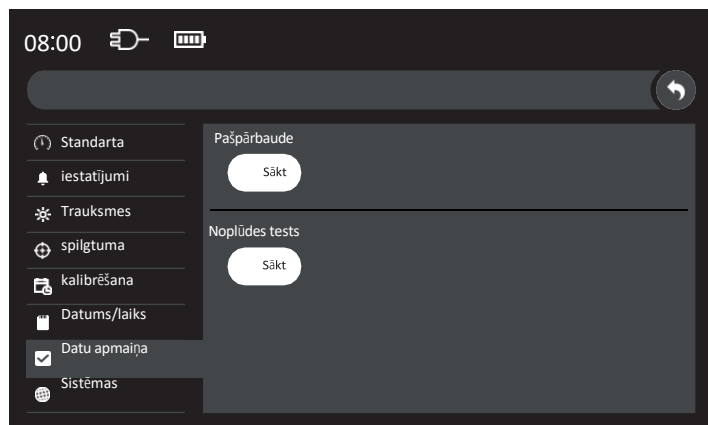 08:00
Standarta
iestatījumi
Trauksmes
spilgtuma
kalibrēšana
Datums/laiks
Datu apmaiņa
Sistēmas
Pašpārbaude
Sākt
Noplūdes tests
Sākt